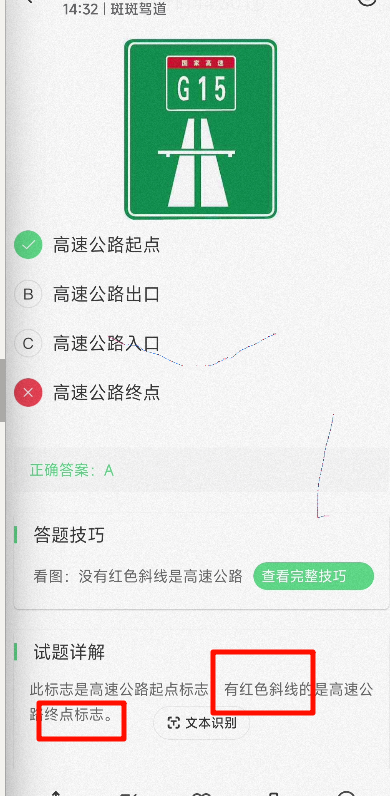 14:32 | 斑斑驾道
国家高速
G15
高速公路起点
B 高速公路出口
C 高速公路入口
高速公路终点
正确答案：A
答题技巧
看图：没有红色斜线是高速公路
查看完整技巧
试题详解
此标志是高速公路起点标志，有红色斜线的是高速公
路终点标志。
文本识别